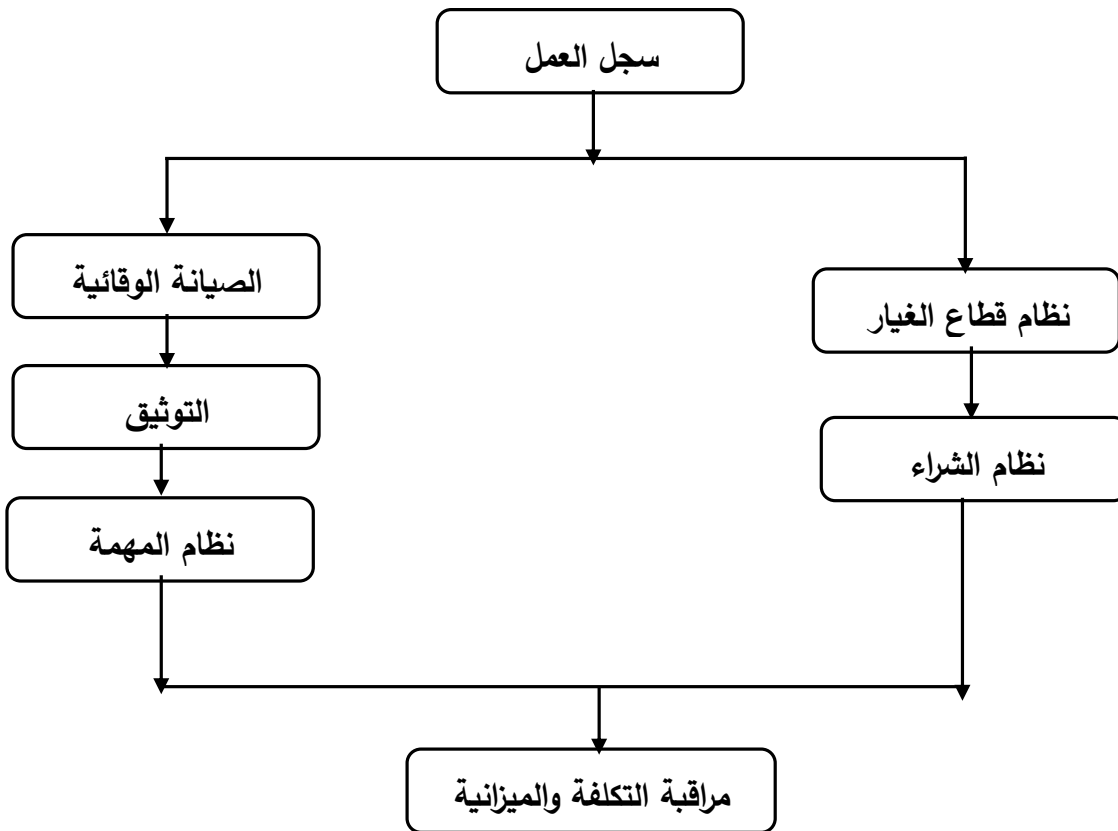 سجل العمل
الصيانة الوقائية
نظام قطاع الغيار
التوثيق
نظام الشراء
نظام المهمة
مراقبة التكلفة والميزانية